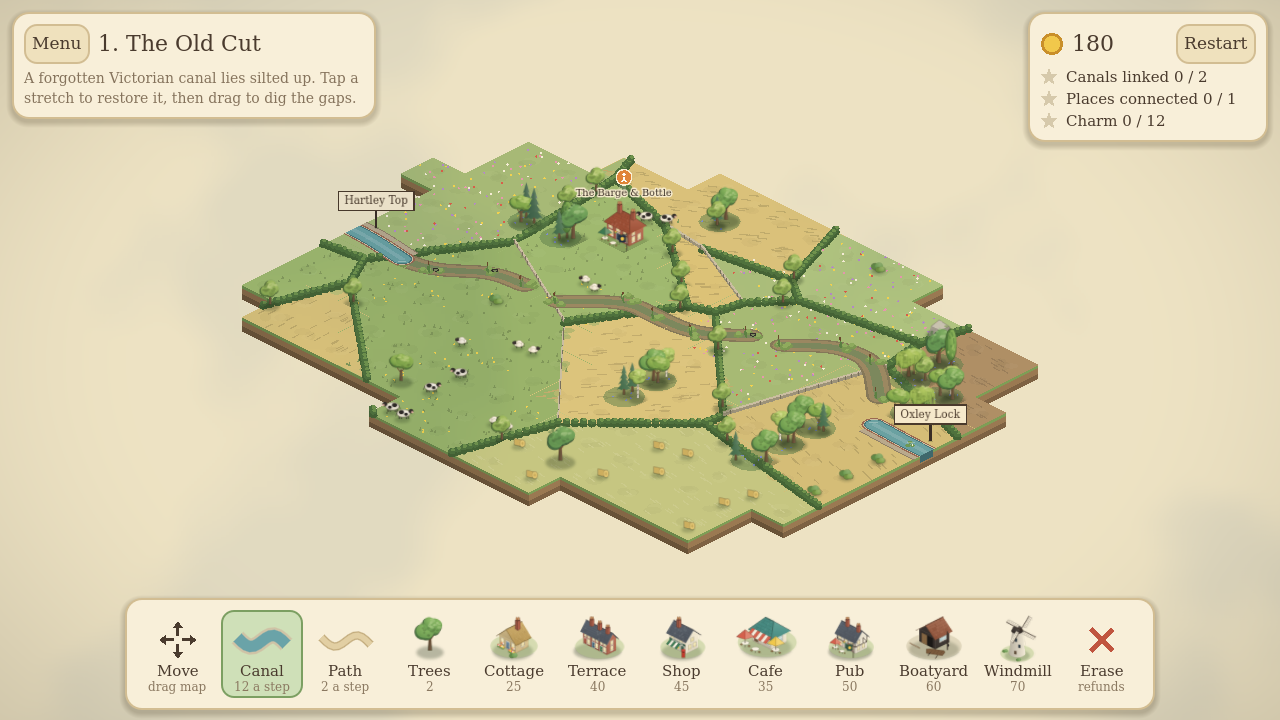 Menu
1. The Old Cut
A forgotten Victorian canal lies silted up. Tap a
stretch to restore it, then drag to dig the gaps.
180
Restart
Canals linked 0 / 2
Places connected 0 / 1
Charm 0 / 12
Hartley Top
The Barge & Bottle
Oxley Lock
Move
drag map
Canal
12 a step
Path
2 a step
Trees
2
Cottage
25
Terrace
40
Shop
45
Cafe
35
Pub
50
Boatyard
60
Windmill
70
Erase
refunds